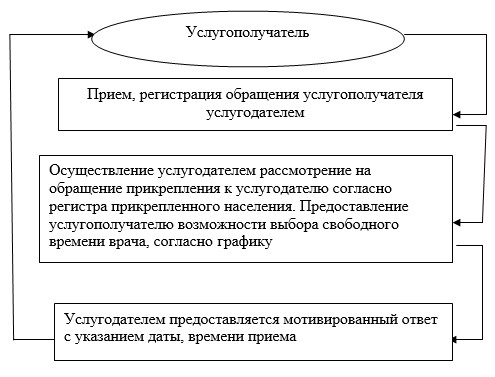 Услугополучатель
Прием, регистрация обращения услугополучателя
услугодателем
Осуществление услугодателем рассмотрение на
обращение прикрепления к услугодателю согласно
регистра прикрепленного населения. Предоставление
услугополучателю возможности выбора свободного
времени врача, согласно графику
Услугодателем предоставляется мотивированный ответ
с указанием даты, времени приема